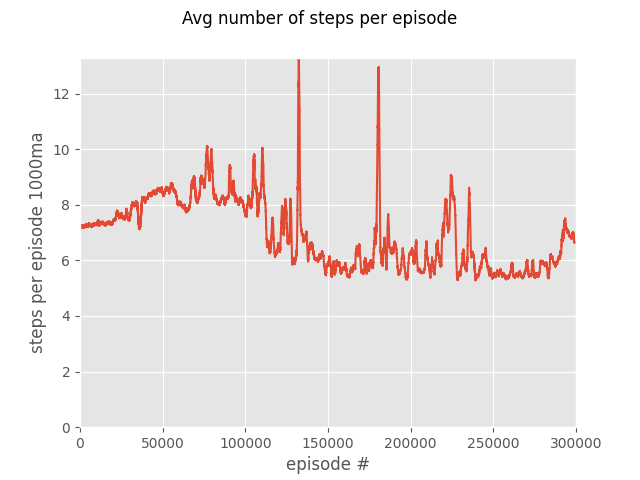 Avg number of steps per episode
steps per episode 1000ma
12
10
8
6
4
2
0
0 50000 100000 150000 200000 250000 300000
episode #